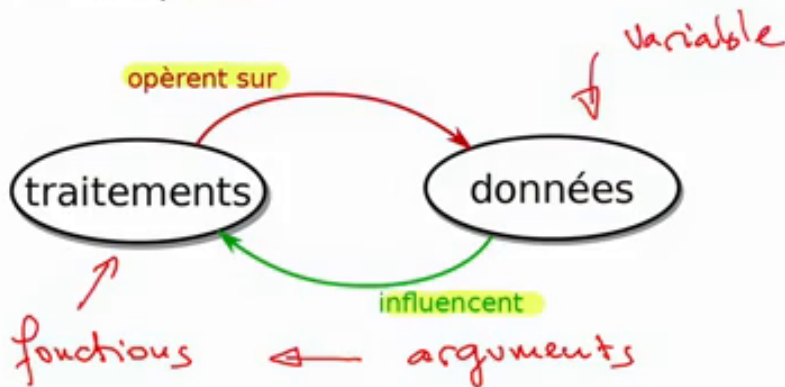 variable
opèrent sur
traitements
données
influencent
fonctions
arguments